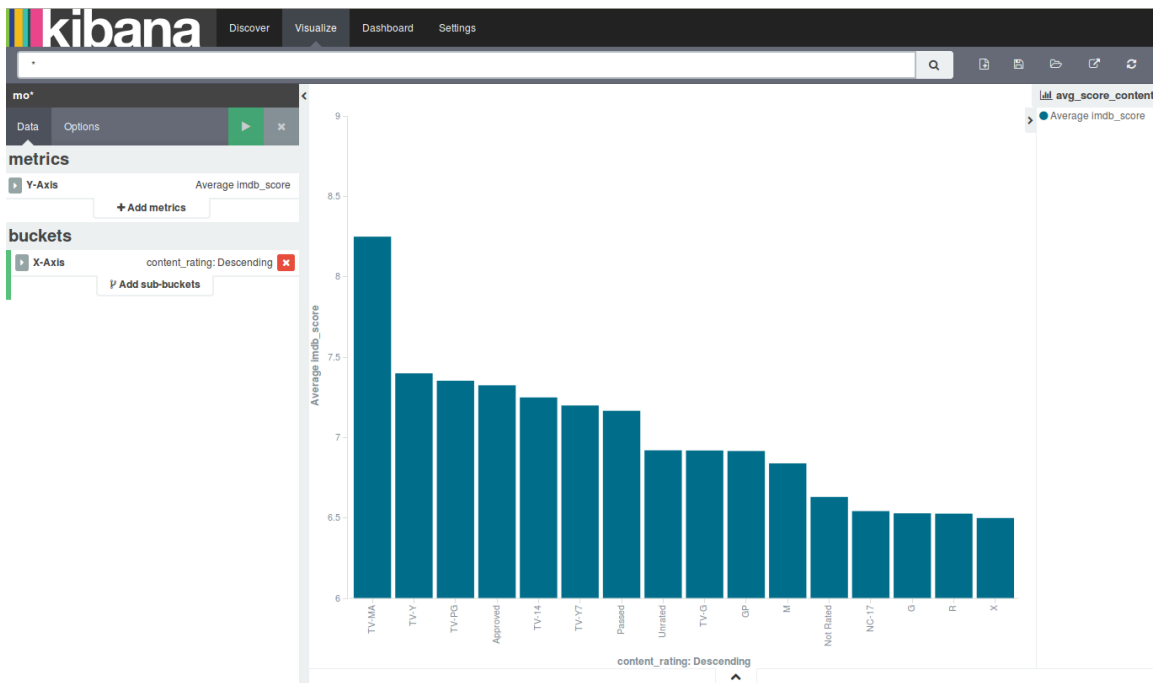 kibana Discover Visualize Dashboard Settings
*
mo*
Data Options
metrics
Y-Axis Average imdb_score
+ Add metrics
buckets
X-Axis content_rating: Descending
Add sub-buckets
avg_score_content
Average imdb_score
Average imdb_score
9
8.5
8
7.5
7
6.5
6
TV-MA
TV-Y
TV-PG
Approved
TV-14
TV-Y7
Passed
Unrated
TV-G
GP
M
Not Rated
NC-17
G
R
X
content_rating: Descending